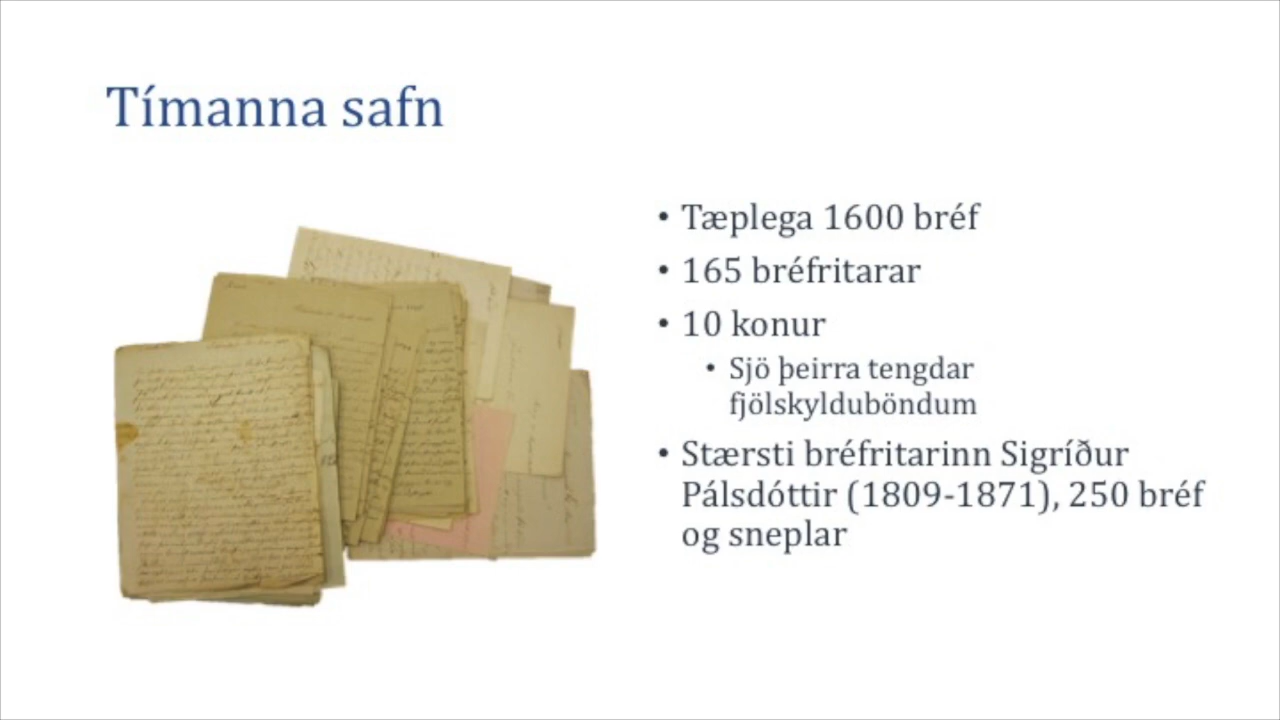 Tímanna safn
• Tæplega 1600 bréf
• 165 bréfritarar
• 10 konur
• Sjö þeirra tengdar
fjölskylduböndum
• Stærsti bréfritarinn Sigríður
Pálsdóttir (1809-1871), 250 bréf
og sneplar